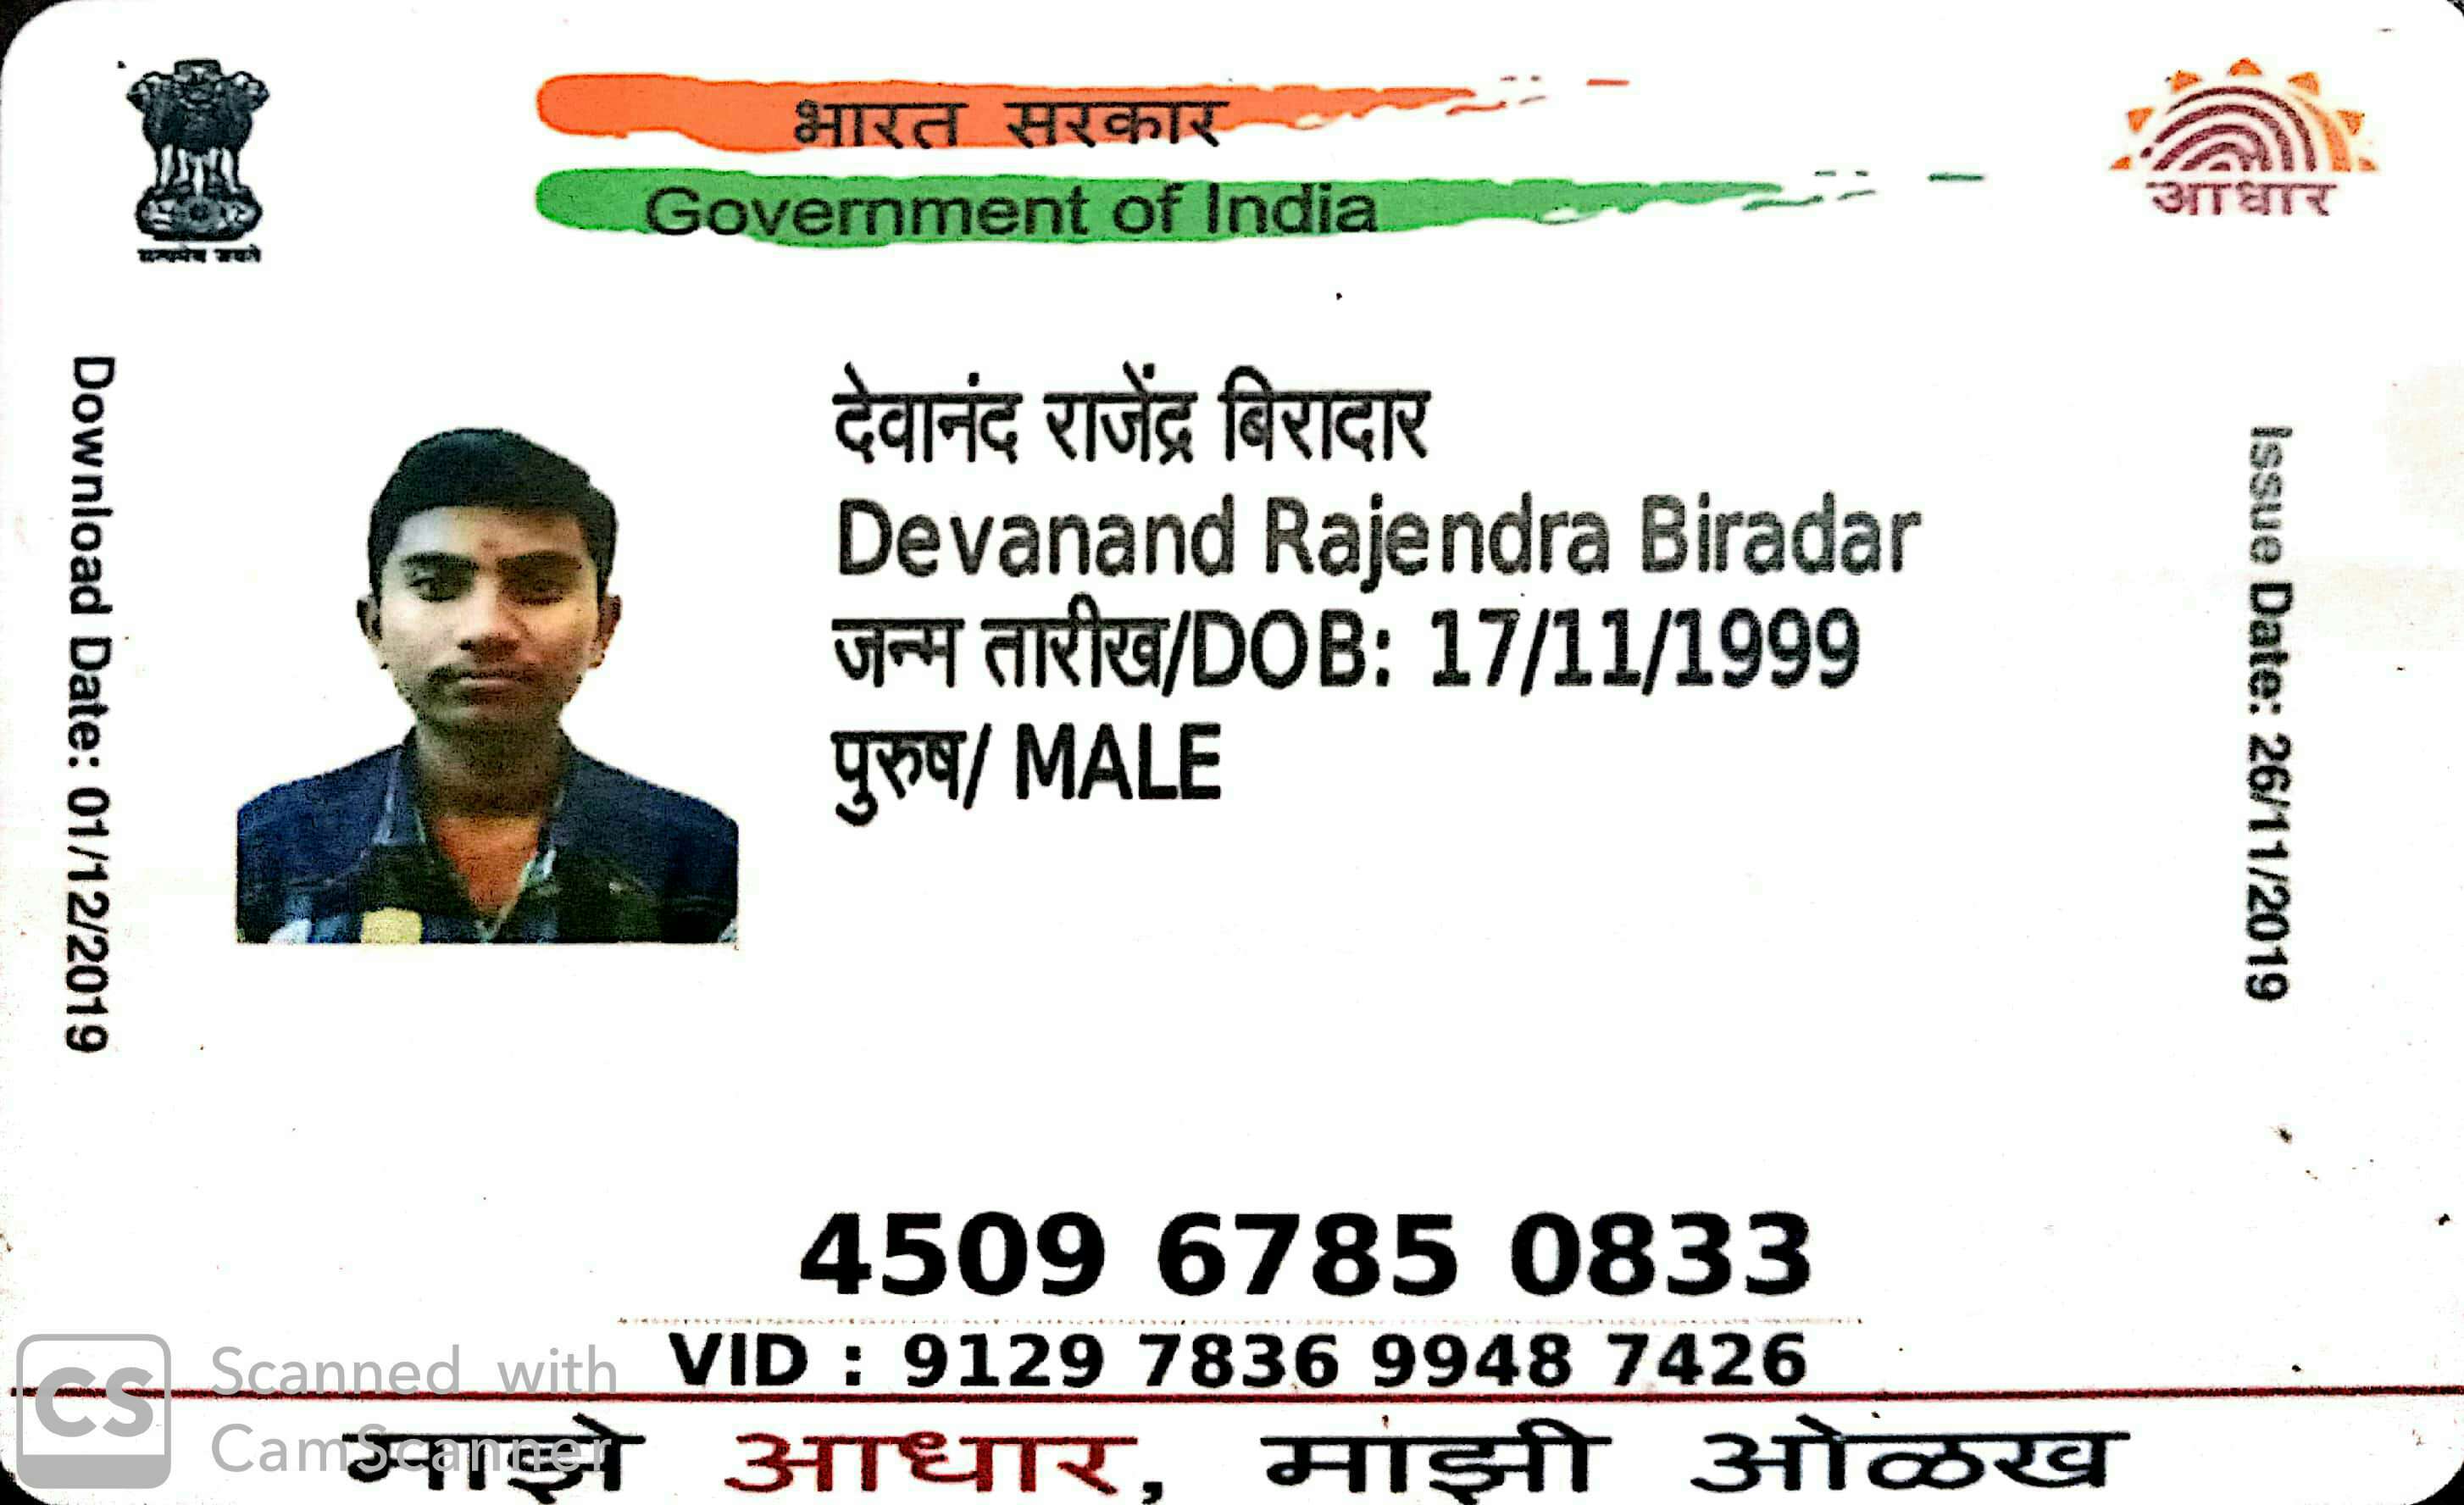 भारत सरकार
Government of India
सत्यमेव जयते
आधार
Download Date: 01/12/2019
देवानंद राजेंद्र बिरादार
Devanand Rajendra Biradar
जन्म तारीख/DOB: 17/11/1999
पुरुष/ MALE
Issue Date: 26/11/2019
4509 6785 0833
VID : 9129 7836 9948 7426
माझे आधार, माझी ओळख
CS Scanned with
CamScanner